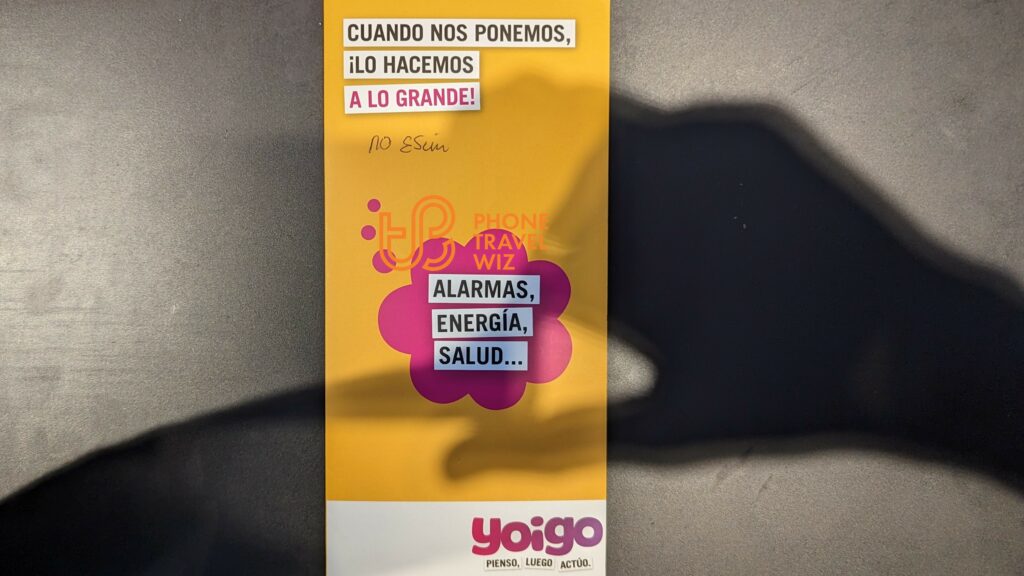 CUANDO NOS PONEMOS,
¡LO HACEMOS
A LO GRANDE!
NO ESIM
tb PHONE
TRAVEL
WIZ
ALARMAS,
ENERGÍA,
SALUD...
yoigo
PIENSO, LUEGO ACTÚO.